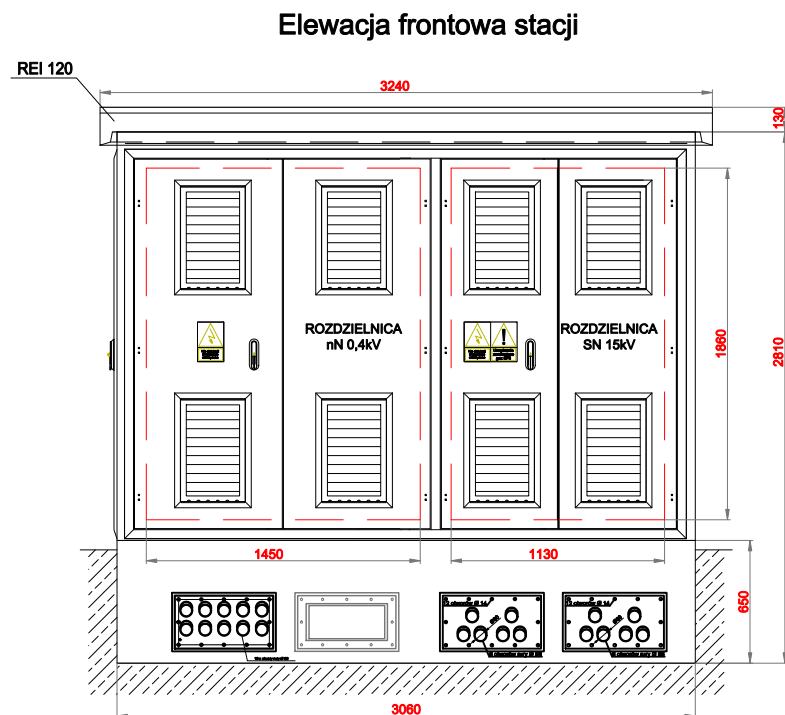 Elewacja frontowa stacji
REI 120
3240
130
ROZDZIELNICA
nN 0,4kV
ROZDZIELNICA
SN 15kV
1860
2810
1450
1130
650
3060